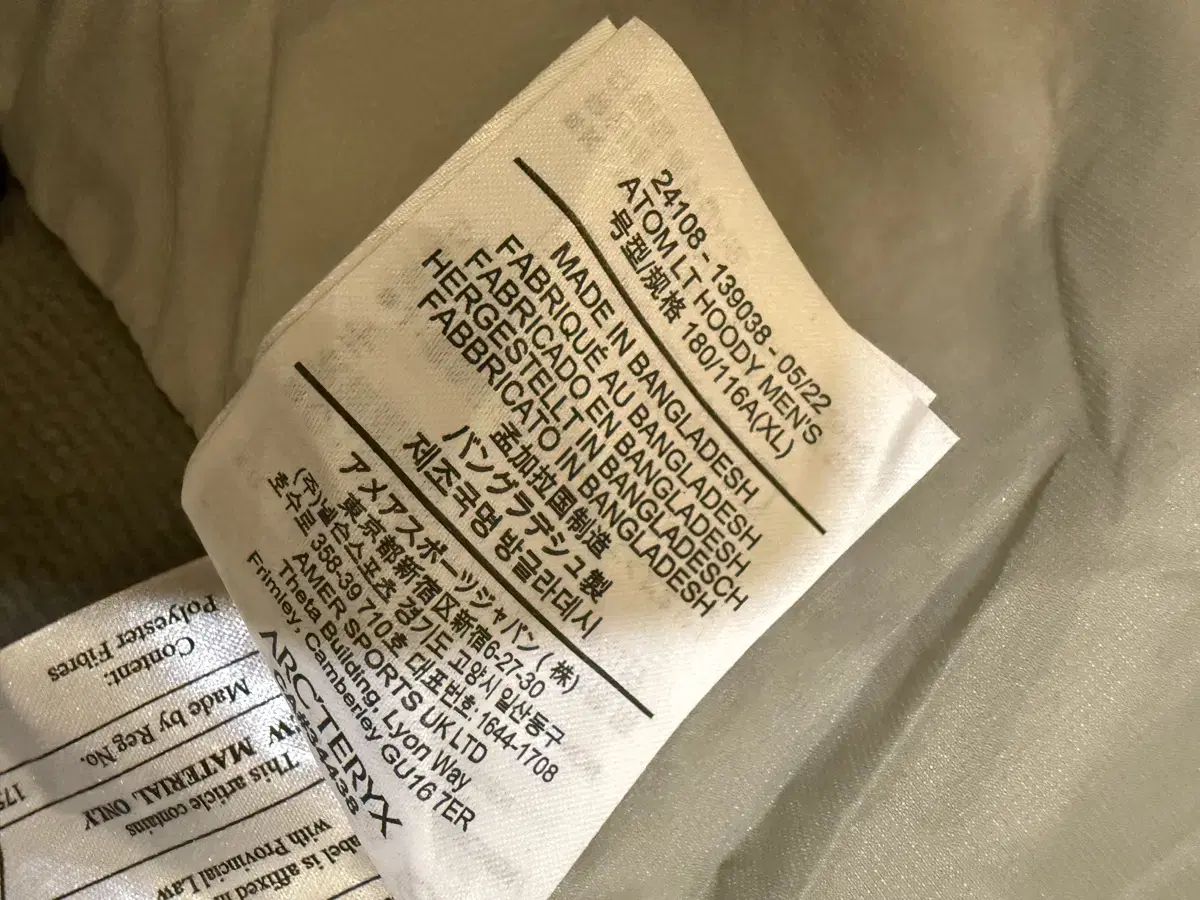 24108 - 139038 - 05/22
ATOM LT HOODY MEN'S
号型/规格 180/116A(XL)
MADE IN BANGLADESH
FABRIQUÉ AU BANGLADESH
FABRICADO EN BANGLADESH
HERGESTELLT IN BANGLADESCH
FABBRICATO IN BANGLADESH
孟加拉国制造
バングラデシュ製
제조국명 방글라데시
アメアスポーツジャパン (株)
東京都新宿区新宿6-27-30
(주)넬슨스포츠 경기도 고양시 일산동구
호수로 358-39 710호 대표번호 1644-1708
AMER SPORTS UK LTD
Theta Building, Lyon Way
Frimley, Camberley GU16 7ER
ARC'TERYX
#34438
abel is affixed in
with Provincial Law
This article contains
W MATERIAL ONLY
Made by Reg No.
175
Content:
Polyester Fibres